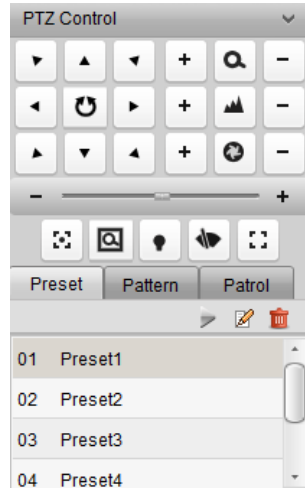 PTZ Control
+ −
+ −
+ −
− +
Preset Pattern Patrol
01 Preset1
02 Preset2
03 Preset3
04 Preset4